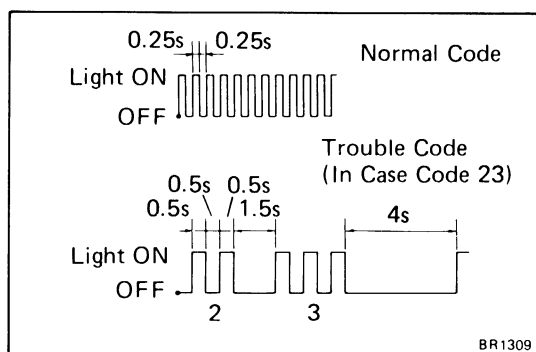 0.25s 0.25s
Normal Code
Light ON
OFF
Trouble Code
(In Case Code 23)
0.5s 0.5s
0.5s 1.5s
4s
Light ON
OFF
2 3
BR1309